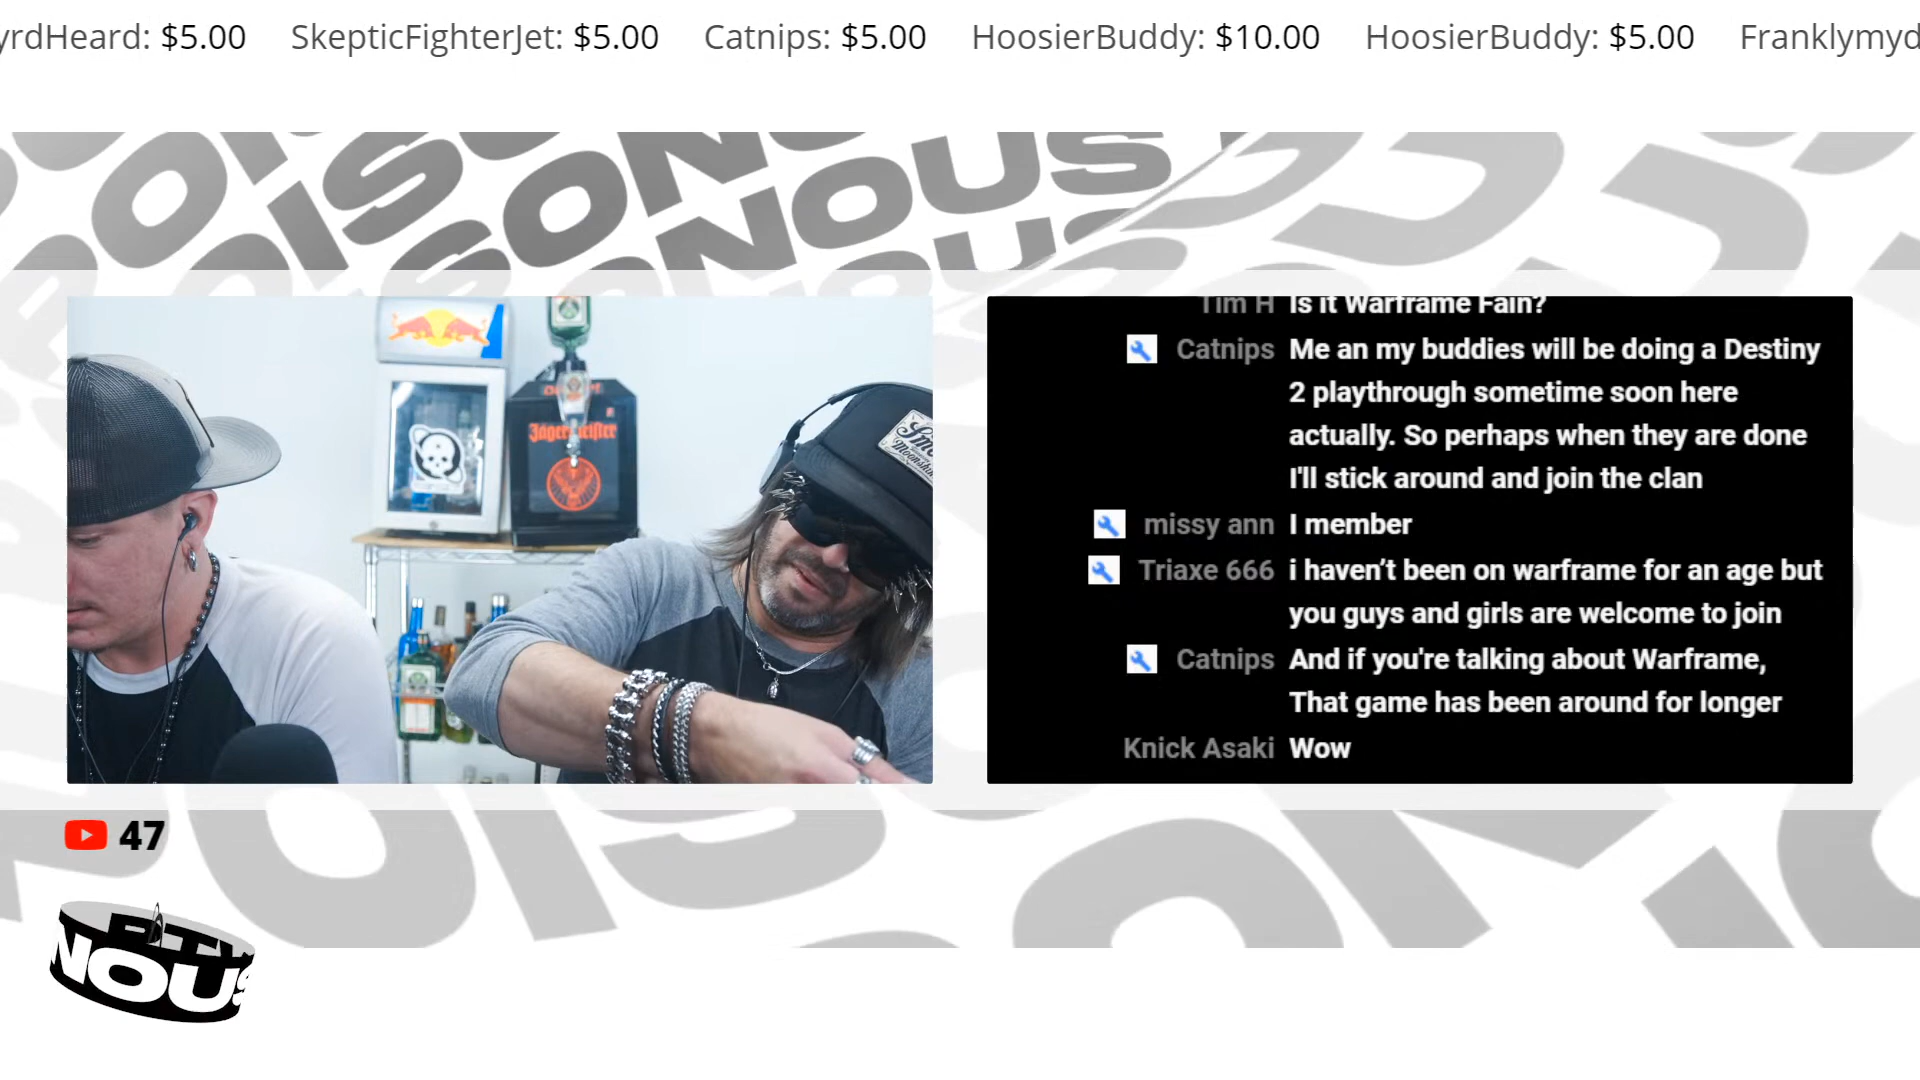 yrdHeard: $5.00 SkepticFighterJet: $5.00 Catnips: $5.00 HoosierBuddy: $10.00 HoosierBuddy: $5.00 Franklymyd
SONOUS
Jägermeister
Tim H Is it Warframe Fain?
Catnips Me an my buddies will be doing a Destiny
2 playthrough sometime soon here
actually. So perhaps when they are done
I'll stick around and join the clan
missy ann I member
Triaxe 666 i haven't been on warframe for an age but
you guys and girls are welcome to join
Catnips And if you're talking about Warframe,
That game has been around for longer
Knick Asaki Wow
47
NOUS